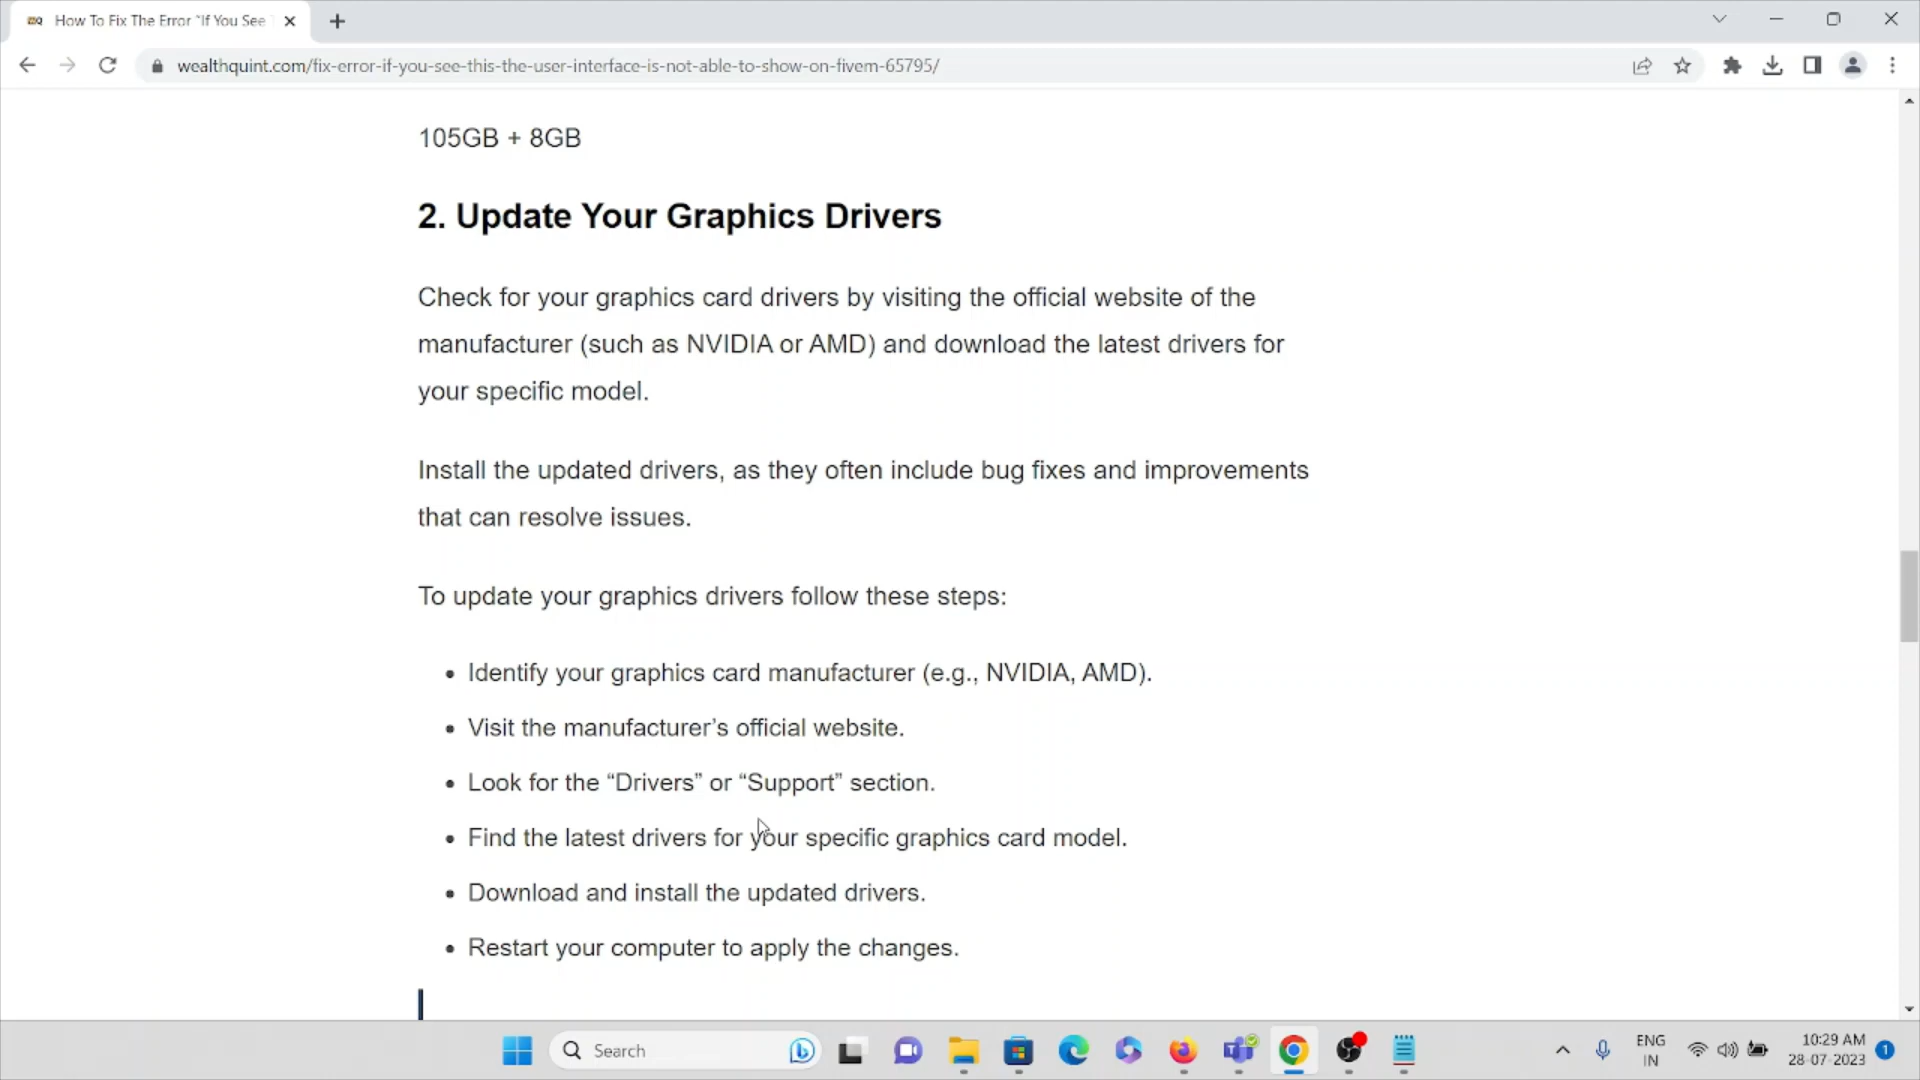 How To Fix The Error "If You See
wealthquint.com/fix-error-if-you-see-this-the-user-interface-is-not-able-to-show-on-fivem-65795/
105GB + 8GB
2. Update Your Graphics Drivers
Check for your graphics card drivers by visiting the official website of the
manufacturer (such as NVIDIA or AMD) and download the latest drivers for
your specific model.
Install the updated drivers, as they often include bug fixes and improvements
that can resolve issues.
To update your graphics drivers follow these steps:
• Identify your graphics card manufacturer (e.g., NVIDIA, AMD).
• Visit the manufacturer’s official website.
• Look for the “Drivers” or “Support” section.
• Find the latest drivers for your specific graphics card model.
• Download and install the updated drivers.
• Restart your computer to apply the changes.
Search
ENG
IN
10:29 AM
28-07-2023
1